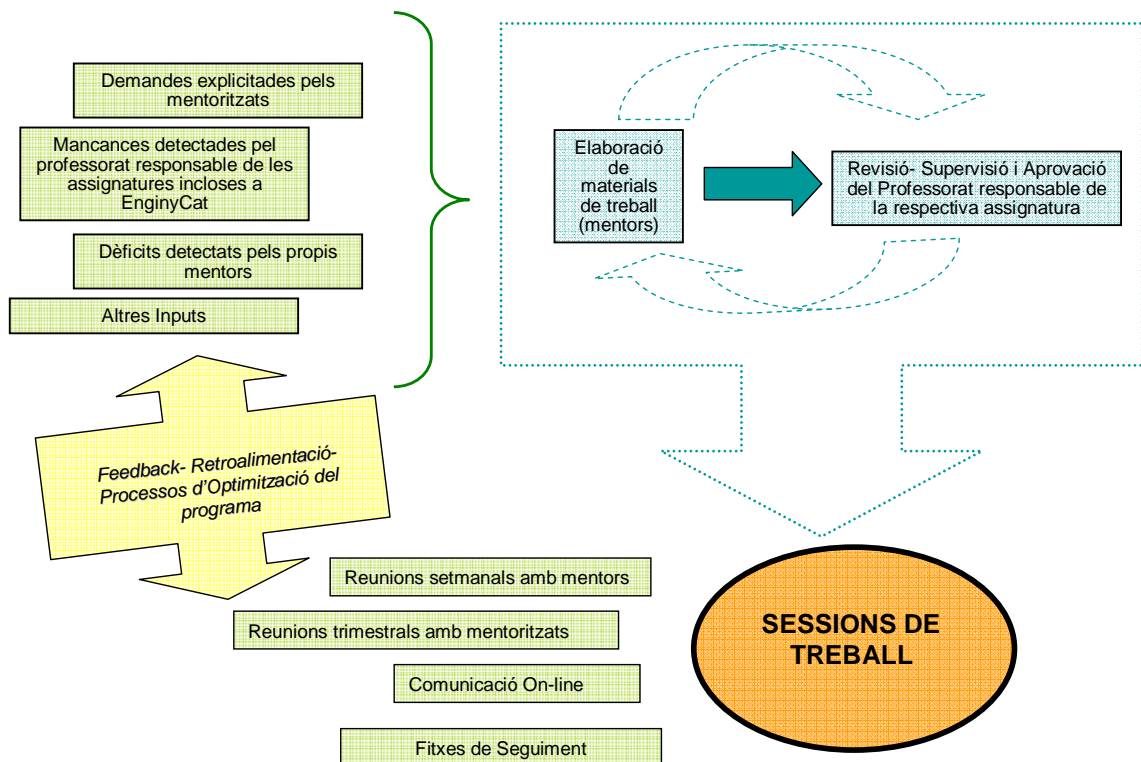 Demandes explicitades pels
mentoritzats
Mancances detectades pel
professorat responsable de les
assignatures incloses a
EnginyCat
Dèficits detectats pels propis
mentors
Altres Inputs
Elaboració
de
materials
de treball
(mentors)
Revisió- Supervisió i Aprovació
del Professorat responsable de
la respectiva assignatura
Feedback- Retroalimentació-
Processos d’Optimització del
programa
Reunions setmanals amb mentors
Reunions trimestrals amb mentoritzats
Comunicació On-line
Fitxes de Seguiment
SESSIONS DE
TREBALL